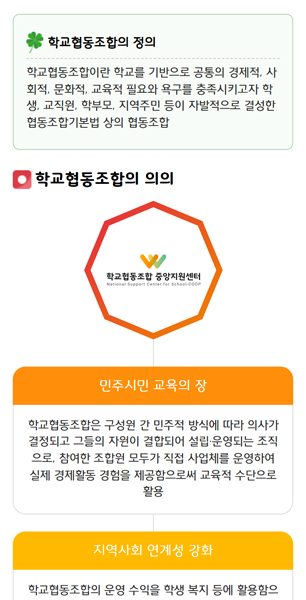 학교협동조합의 정의
학교협동조합이란 학교를 기반으로 공통의 경제적, 사
회적, 문화적, 교육적 필요와 욕구를 충족시키고자 학
생, 교직원, 학부모, 지역주민 등이 자발적으로 결성한
협동조합기본법 상의 협동조합
학교협동조합의 의의
학교협동조합 중앙지원센터
National Support Center for School-COOP
민주시민 교육의 장
학교협동조합은 구성원 간 민주적 방식에 따라 의사가
결정되고 그들의 자원이 결합되어 설립·운영되는 조직
으로, 참여한 조합원 모두가 직접 사업체를 운영하여
실제 경제활동 경험을 제공함으로써 교육적 수단으로
활용
지역사회 연계성 강화
학교협동조합의 운영 수익을 학생 복지 등에 활용함으